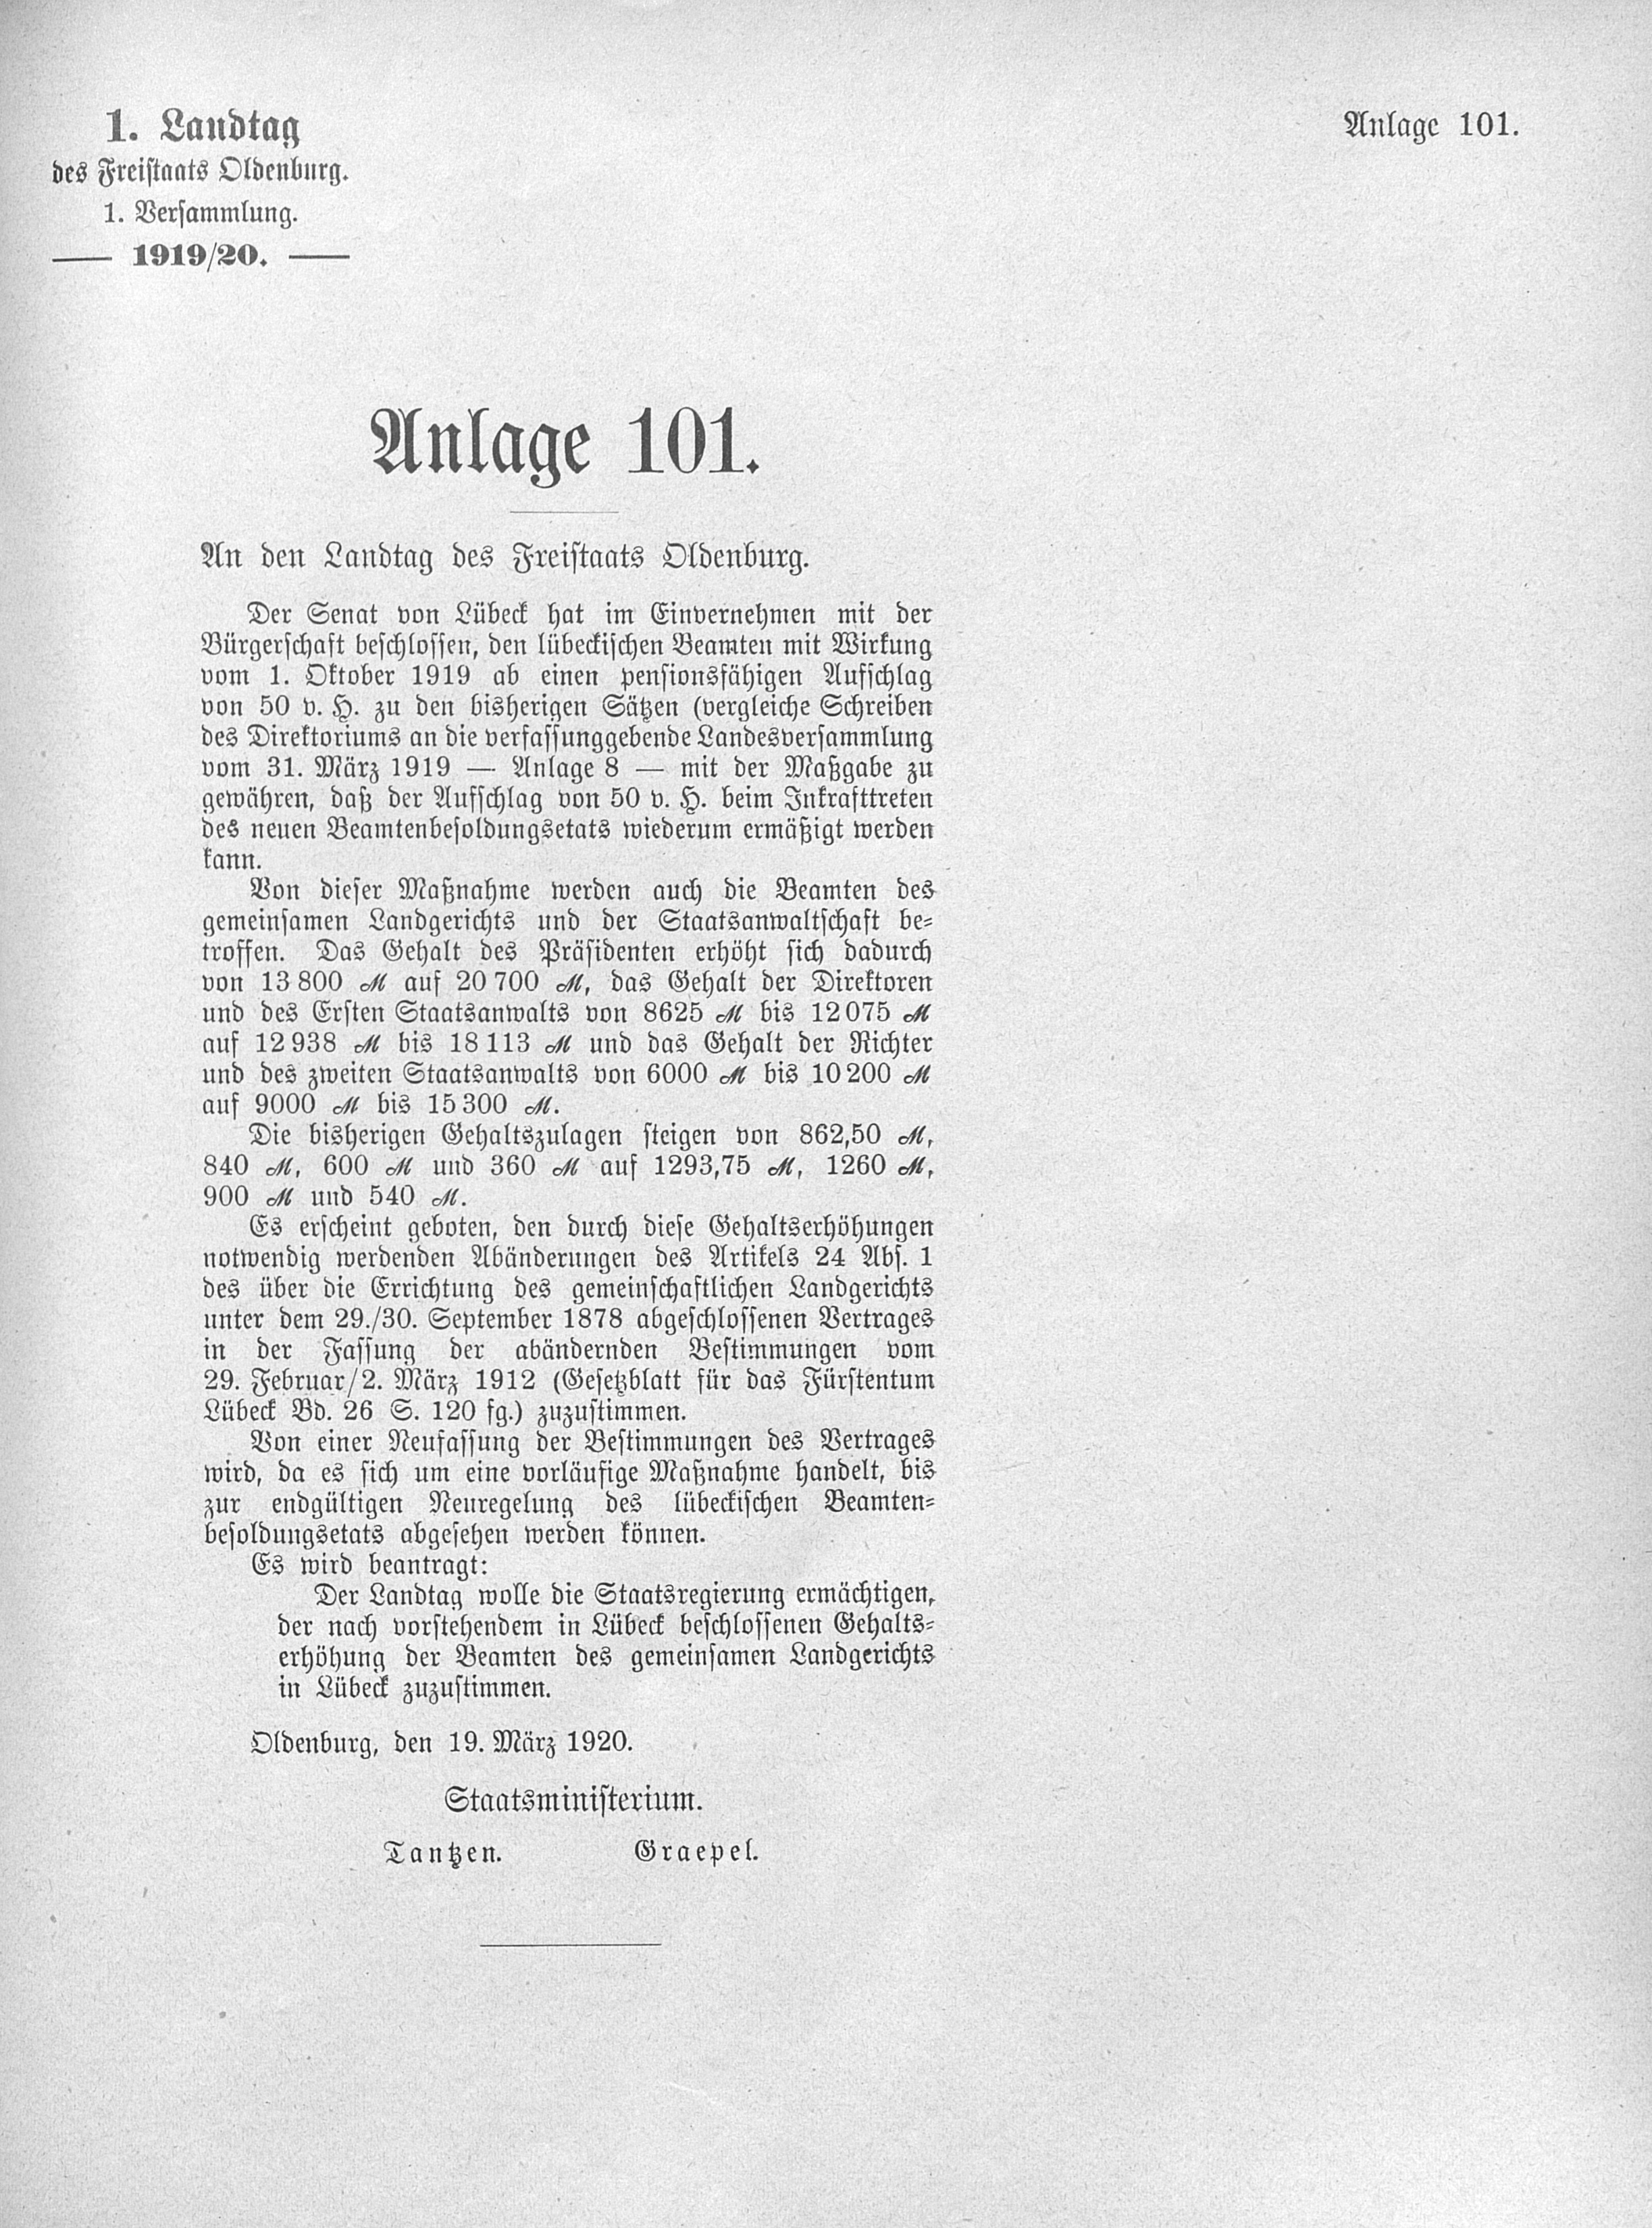 1. Landtag
des Freistaats Oldenburg.
1. Versammlung.
— 1919/20. —
Anlage 101.
Anlage 101.
An den Landtag des Freistaats Oldenburg.
Der Senat von Lübeck hat im Einvernehmen mit der
Bürgerschaft beschlossen, den lübeckischen Beamten mit Wirkung
vom 1. Oktober 1919 ab einen pensionsfähigen Aufschlag
von 50 v. H. zu den bisherigen Sätzen (vergleiche Schreiben
des Direktoriums an die verfassunggebende Landesversammlung
vom 31. März 1919 — Anlage 8 — mit der Maßgabe zu
gewähren, daß der Aufschlag von 50 v. H. beim Inkrafttreten
des neuen Beamtenbesoldungsetats wiederum ermäßigt werden
kann.
Von dieser Maßnahme werden auch die Beamten des
gemeinsamen Landgerichts und der Staatsanwaltschaft be-
troffen. Das Gehalt des Präsidenten erhöht sich dadurch
von 13 800 ℳ auf 20 700 ℳ, das Gehalt der Direktoren
und des Ersten Staatsanwalts von 8625 ℳ bis 12 075 ℳ
auf 12 938 ℳ bis 18 113 ℳ und das Gehalt der Richter
und des zweiten Staatsanwalts von 6000 ℳ bis 10 200 ℳ
auf 9000 ℳ bis 15 300 ℳ.
Die bisherigen Gehaltszulagen steigen von 862,50 ℳ,
840 ℳ, 600 ℳ und 360 ℳ auf 1293,75 ℳ, 1260 ℳ,
900 ℳ und 540 ℳ.
Es erscheint geboten, den durch diese Gehaltserhöhungen
notwendig werdenden Abänderungen des Artikels 24 Abs. 1
des über die Errichtung des gemeinschaftlichen Landgerichts
unter dem 29./30. September 1878 abgeschlossenen Vertrages
in der Fassung der abändernden Bestimmungen vom
29. Februar/2. März 1912 (Gesetzblatt für das Fürstentum
Lübeck Bd. 26 S. 120 fg.) zuzustimmen.
Von einer Neufassung der Bestimmungen des Vertrages
wird, da es sich um eine vorläufige Maßnahme handelt, bis
zur endgültigen Neuregelung des lübeckischen Beamten-
besoldungsetats abgesehen werden können.
Es wird beantragt:
Der Landtag wolle die Staatsregierung ermächtigen,
der nach vorstehendem in Lübeck beschlossenen Gehalts-
erhöhung der Beamten des gemeinsamen Landgerichts
in Lübeck zuzustimmen.
Oldenburg, den 19. März 1920.
Staatsministerium.
Tantzen. Graepel.